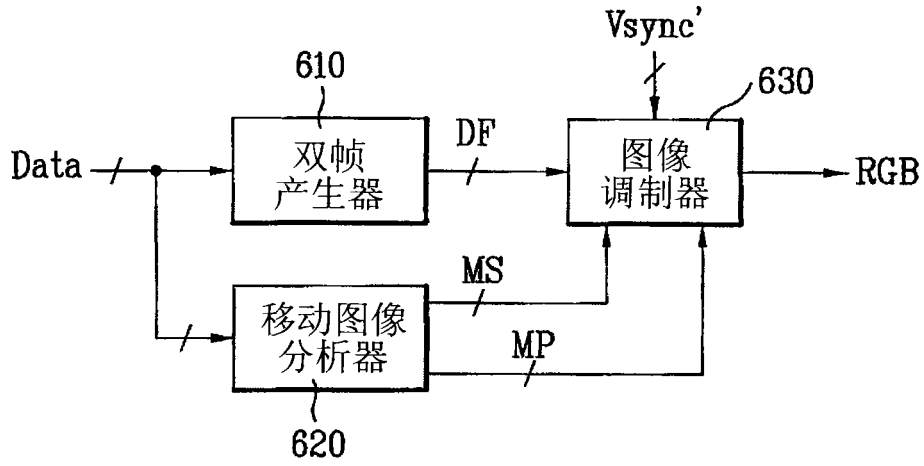 Vsync'
610
630
Data
双帧
产生器
DF
图像
调制器
RGB
MS
移动图像
分析器
MP
620